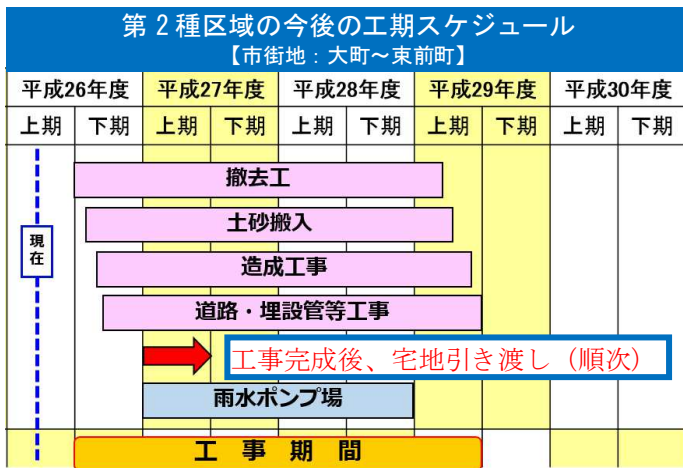 第2種区域の今後の工期スケジュール
【市街地：大町～東前町】
平成26年度 平成27年度 平成28年度 平成29年度 平成30年度
上期 下期 上期 下期 上期 下期 上期 下期 上期 下期
撤去工
土砂搬入
現在
造成工事
道路・埋設管等工事
工事完成後、宅地引き渡し（順次）
雨水ポンプ場
工事期間